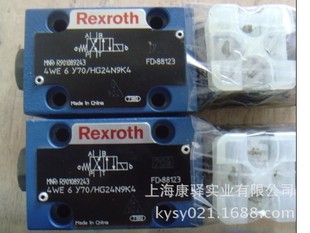 Rexroth
MNR: R901089243
FD:88123
4WE 6 Y70/HG24N9K4
Made in China
Rexroth
MNR: R901089243
FD:88123
4WE 6 Y70/HG24N9K4
Made in China
上海康驿实业有限公司
kysy021.1688.com